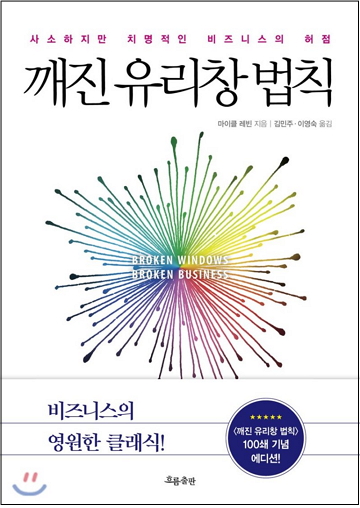 사소하지만 치명적인 비즈니스의 허점
깨진 유리창 법칙
마이클 레빈 지음 | 김민주 · 이영숙 옮김
BROKEN WINDOWS
BROKEN BUSINESS
비즈니스의
영원한 클래식!
★★★★★
〈깨진 유리창 법칙〉
100쇄 기념
에디션!
흐름출판